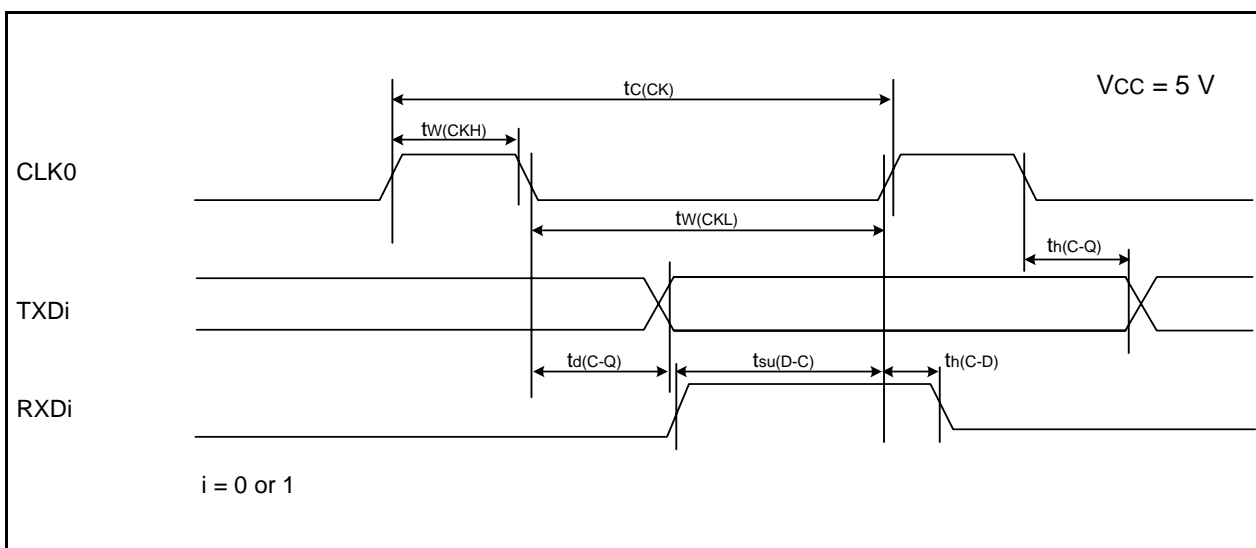 tC(CK)
VCC = 5 V
tW(CKH)
CLK0
tW(CKL)
th(C-Q)
TXDi
td(C-Q)
tsu(D-C)
th(C-D)
RXDi
i = 0 or 1